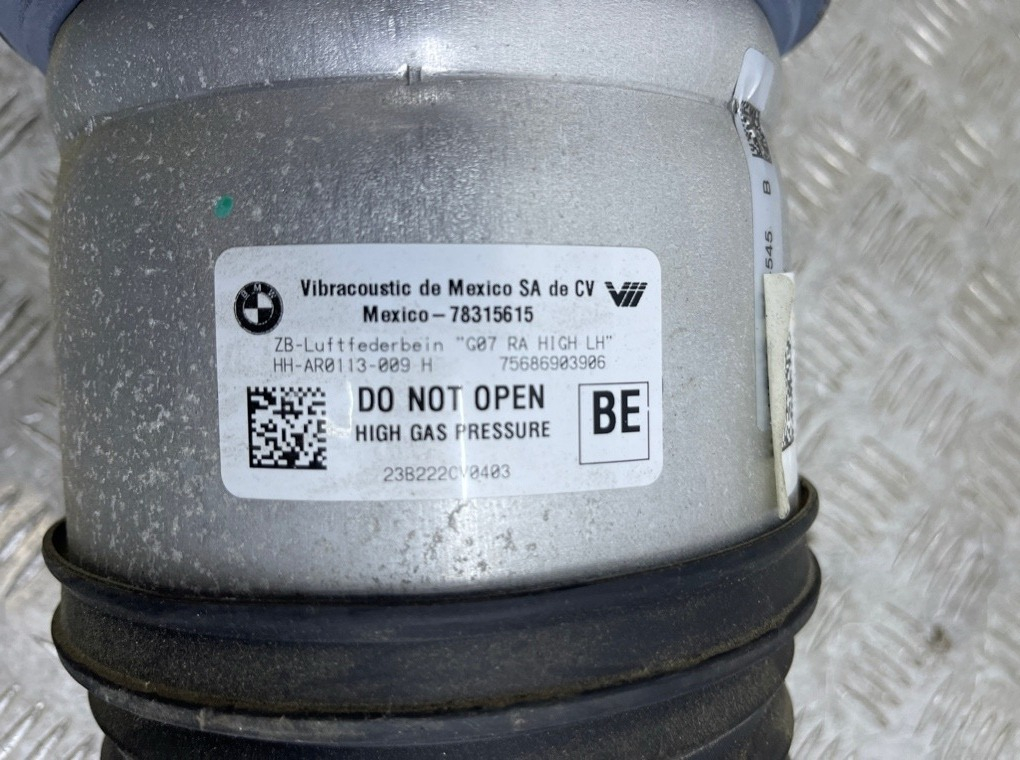 BMW
Vibracoustic de Mexico SA de CV
Mexico-78315615
ZB-Luftfederbein "G07 RA HIGH LH"
HH-AR0113-009 H 75686903906
DO NOT OPEN
HIGH GAS PRESSURE
BE
23B222CV0403
545 B